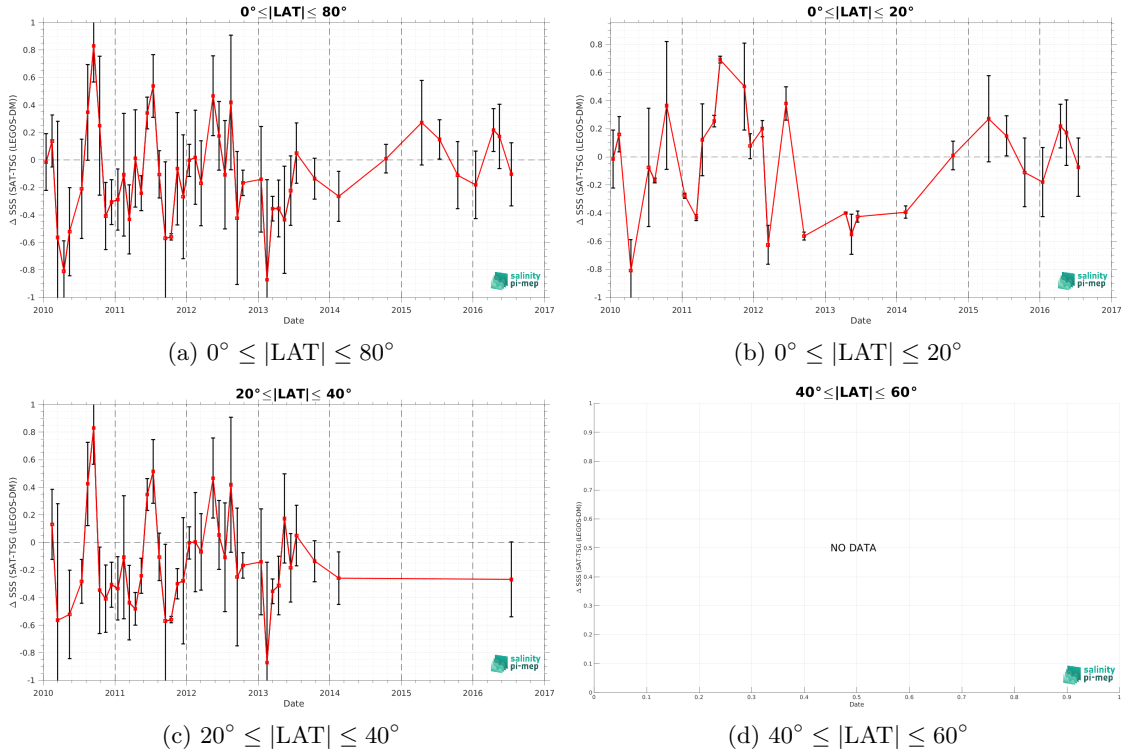 0°≤|LAT|≤ 80°
Δ SSS (SAT-TSG (LEGOS-DM))
1
0.8
0.6
0.4
0.2
0
-0.2
-0.4
-0.6
-0.8
-1
2010 2011 2012 2013 2014 2015 2016 2017
Date
salinity
pi-mep
(a) 0° ≤ |LAT| ≤ 80°
0°≤|LAT|≤ 20°
Δ SSS (SAT-TSG (LEGOS-DM))
0.8
0.6
0.4
0.2
0
-0.2
-0.4
-0.6
-0.8
-1
2010 2011 2012 2013 2014 2015 2016 2017
Date
salinity
pi-mep
(b) 0° ≤ |LAT| ≤ 20°
20°≤|LAT|≤ 40°
Δ SSS (SAT-TSG (LEGOS-DM))
1
0.8
0.6
0.4
0.2
0
-0.2
-0.4
-0.6
-0.8
-1
2010 2011 2012 2013 2014 2015 2016 2017
Date
salinity
pi-mep
(c) 20° ≤ |LAT| ≤ 40°
40°≤|LAT|≤ 60°
Δ SSS (SAT-TSG (LEGOS-DM))
1
0.9
0.8
0.7
0.6
0.5
0.4
0.3
0.2
0.1
0
NO DATA
0 0.1 0.2 0.3 0.4 0.5 0.6 0.7 0.8 0.9 1
Date
salinity
pi-mep
(d) 40° ≤ |LAT| ≤ 60°